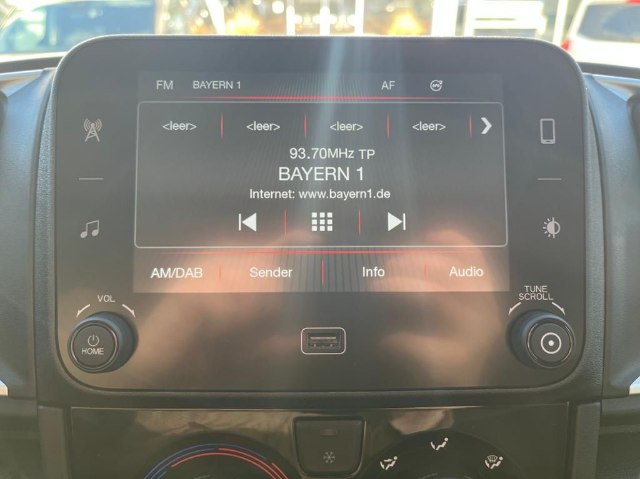 FM BAYERN 1 AF
<leer> <leer> <leer> <leer>
93.70MHz TP
BAYERN 1
Internet: www.bayern1.de
AM/DAB Sender Info Audio
VOL
HOME
TUNE
SCROLL